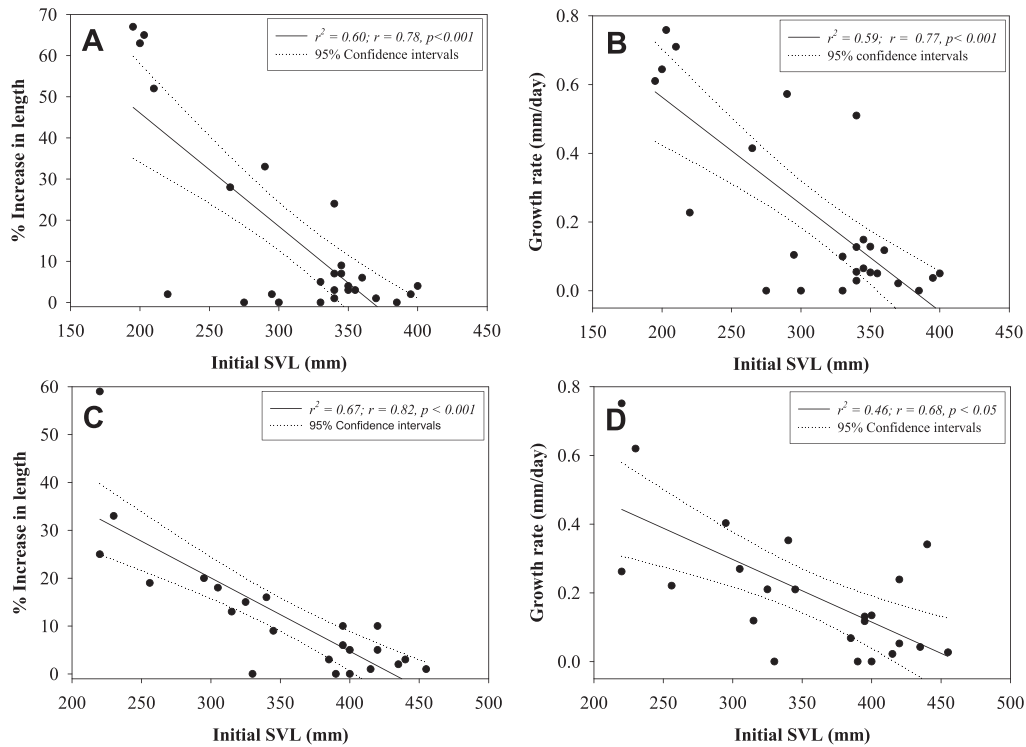 A
r² = 0.60; r = 0.78, p<0.001
95% Confidence intervals
70
60
50
40
30
20
10
0
% Increase in length
150 200 250 300 350 400 450
Initial SVL (mm)
B
r² = 0.59; r = 0.77, p< 0.001
95% confidence intervals
0.8
0.6
0.4
0.2
0.0
Growth rate (mm/day)
150 200 250 300 350 400 450
Initial SVL (mm)
C
r² = 0.67; r = 0.82, p < 0.001
95% Confidence intervals
60
50
40
30
20
10
0
% Increase in length
200 250 300 350 400 450 500
Initial SVL (mm)
D
r² = 0.46; r = 0.68, p < 0.05
95% Confidence intervals
0.8
0.6
0.4
0.2
0.0
Growth rate (mm/day)
200 250 300 350 400 450 500
Initial SVL (mm)